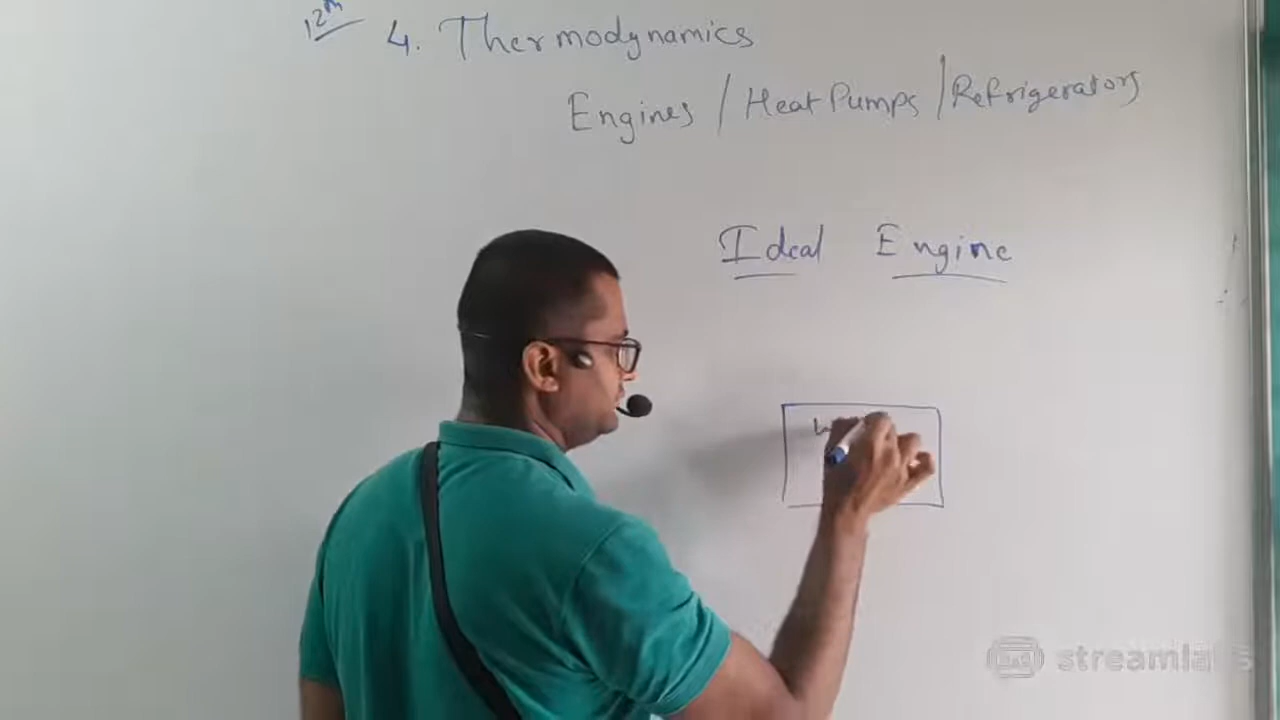 12th 4. Thermodynamics
Engines / Heat Pumps / Refrigerators
Ideal Engine
streamlabs